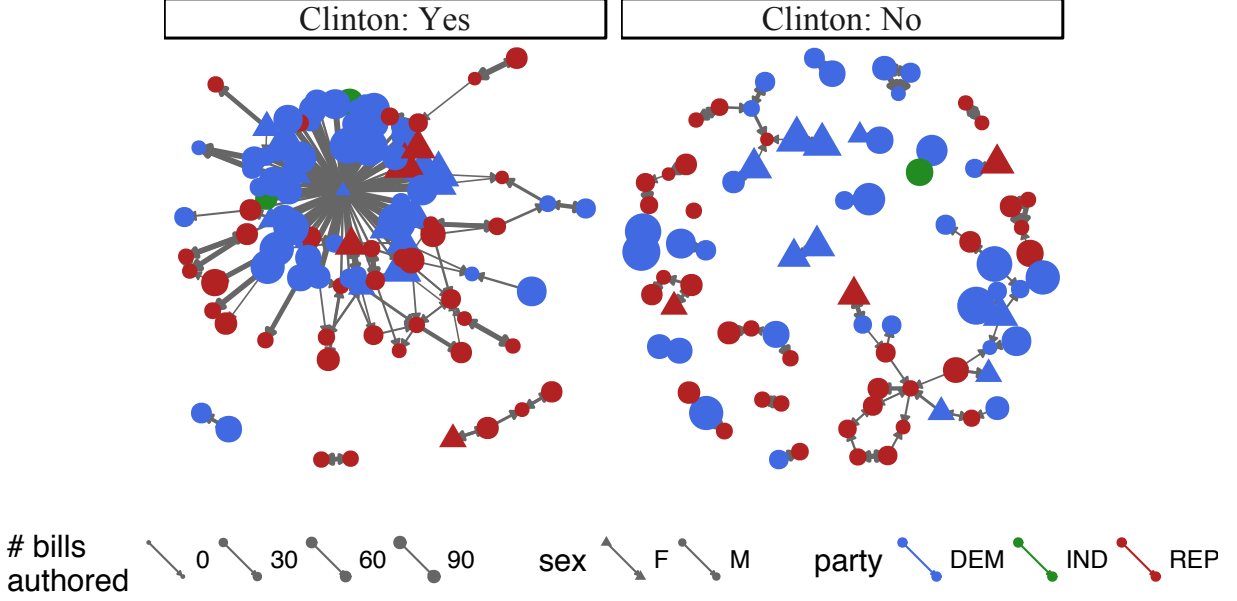 Clinton: Yes
Clinton: No
# bills authored
0
30
60
90
sex
F
M
party
DEM
IND
REP